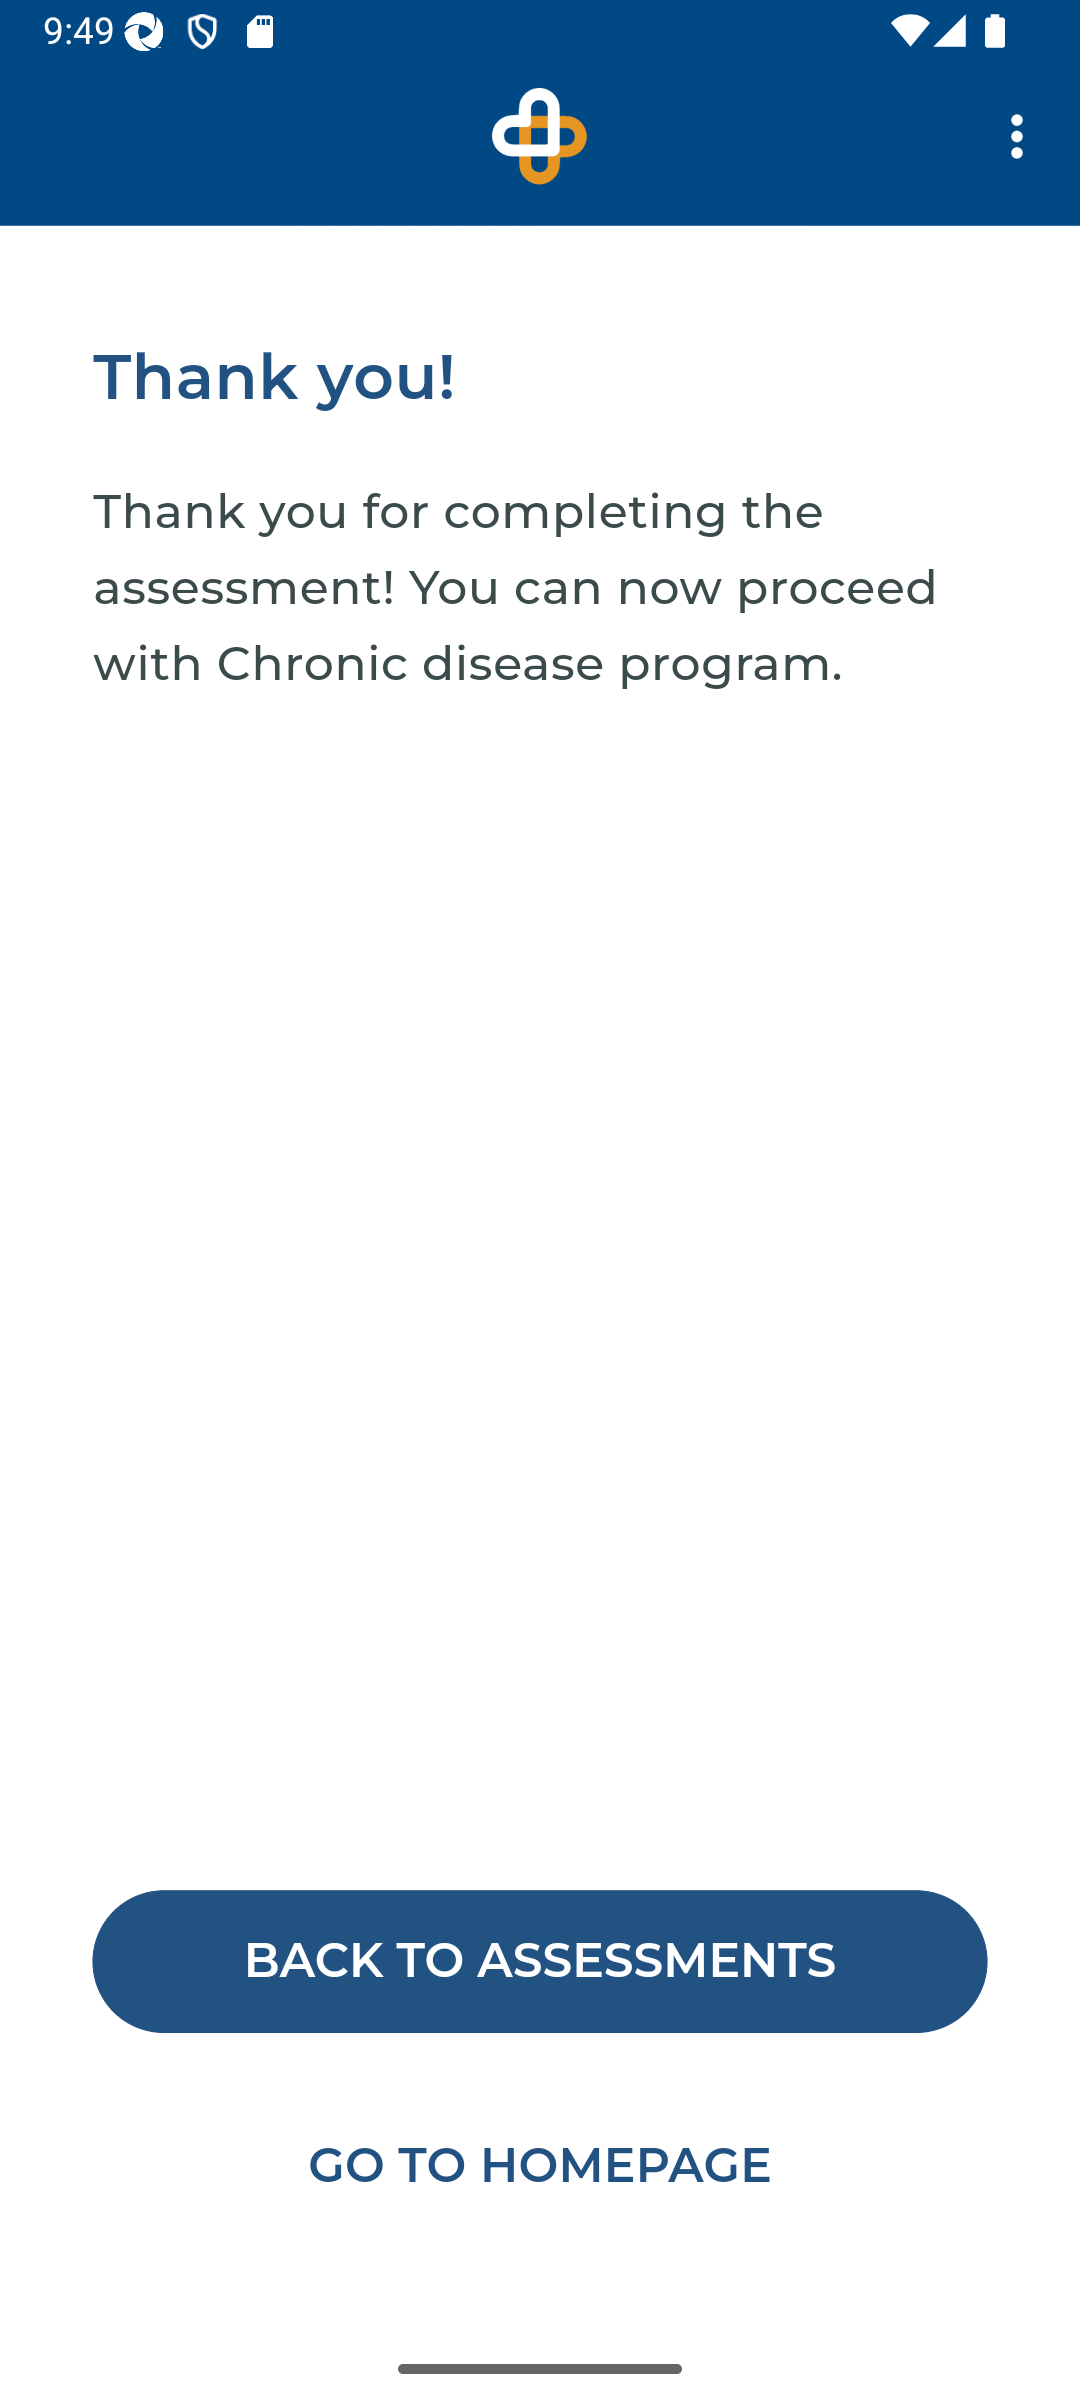 9:49
Thank you!
Thank you for completing the
assessment! You can now proceed
with Chronic disease program.
BACK TO ASSESSMENTS
GO TO HOMEPAGE